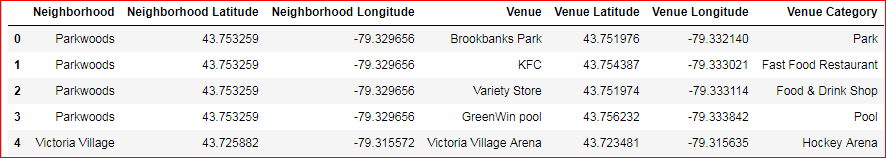 Neighborhood Neighborhood Latitude Neighborhood Longitude Venue Venue Latitude Venue Longitude Venue Category
0 Parkwoods 43.753259 -79.329656 Brookbanks Park 43.751976 -79.332140 Park
1 Parkwoods 43.753259 -79.329656 KFC 43.754387 -79.333021 Fast Food Restaurant
2 Parkwoods 43.753259 -79.329656 Variety Store 43.751974 -79.333114 Food & Drink Shop
3 Parkwoods 43.753259 -79.329656 GreenWin pool 43.756232 -79.333842 Pool
4 Victoria Village 43.725882 -79.315572 Victoria Village Arena 43.723481 -79.315635 Hockey Arena